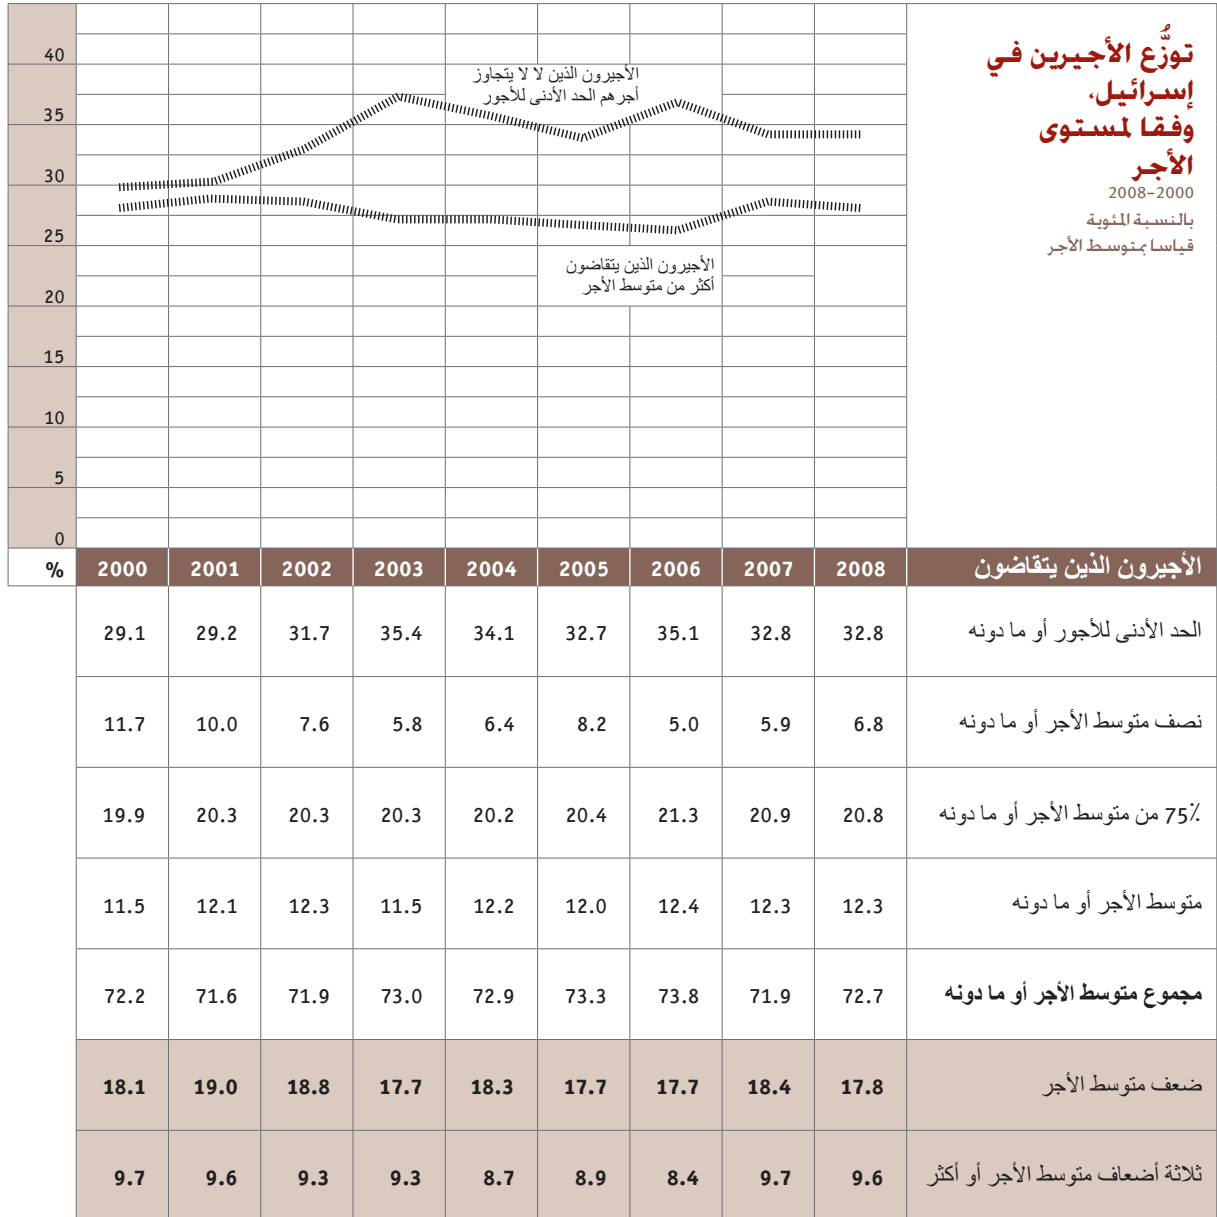 توزُّع الأجيرين في
إسرائيل،
وفقا لمستوى
الأجر
2008-2000
بالنسبة المئوية
قياسا بمتوسط الأجر
40
35
30
25
20
15
10
5
0
الأجيرون الذين لا لا يتجاوز
أجرهم الحد الأدنى للأجور
الأجيرون الذين يتقاضون
أكثر من متوسط الأجر
الأجيرون الذين يتقاضون 2008 2007 2006 2005 2004 2003 2002 2001 2000 %
الحد الأدنى للأجور أو ما دونه 32.8 32.8 35.1 32.7 34.1 35.4 31.7 29.2 29.1
نصف متوسط الأجر أو ما دونه 6.8 5.9 5.0 8.2 6.4 5.8 7.6 10.0 11.7
75٪ من متوسط الأجر أو ما دونه 20.8 20.9 21.3 20.4 20.2 20.3 20.3 20.3 19.9
متوسط الأجر أو ما دونه 12.3 12.3 12.4 12.0 12.2 11.5 12.3 12.1 11.5
مجموع متوسط الأجر أو ما دونه 72.7 71.9 73.8 73.3 72.9 73.0 71.9 71.6 72.2
ضعف متوسط الأجر 17.8 18.4 17.7 17.7 18.3 17.7 18.8 19.0 18.1
ثلاثة أضعاف متوسط الأجر أو أكثر 9.6 9.7 8.4 8.9 8.7 9.3 9.3 9.6 9.7